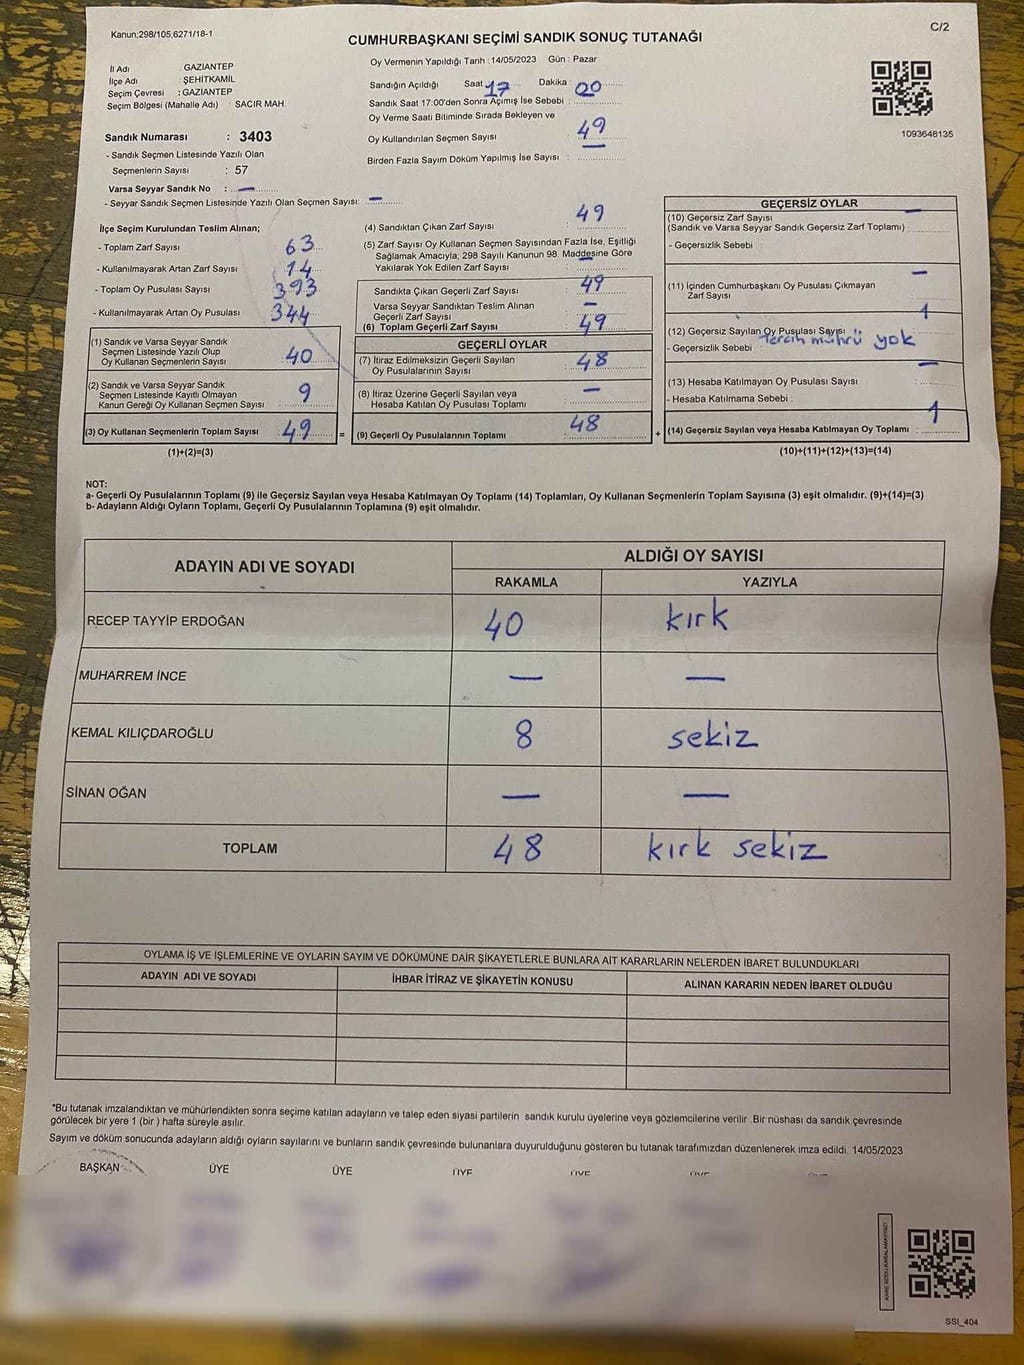 Kanun;298/105;6271/18-1
C/2
CUMHURBAŞKANI SEÇİMİ SANDIK SONUÇ TUTANAĞI
İl Adı : GAZİANTEP
İlçe Adı : ŞEHİTKAMİL
Seçim Çevresi : GAZİANTEP
Seçim Bölgesi (Mahalle Adı) : SACIR MAH.
Sandık Numarası : 3403
- Sandık Seçmen Listesinde Yazılı Olan
Seçmenlerin Sayısı : 57
Varsa Seyyar Sandık No : —
- Seyyar Sandık Seçmen Listesinde Yazılı Olan Seçmen Sayısı: —
Oy Vermenin Yapıldığı Tarih : 14/05/2023 Gün : Pazar
Sandığın Açıldığı Saat : 17 Dakika : 00
Sandık Saat 17:00'den Sonra Açımış İse Sebebi :
Oy Verme Saati Bitiminde Sırada Bekleyen ve
Oy Kullandırılan Seçmen Sayısı : 49
Birden Fazla Sayım Döküm Yapılmış İse Sayısı : —
1093648135
İlçe Seçim Kurulundan Teslim Alınan;
- Toplam Zarf Sayısı : 63
- Kullanılmayarak Artan Zarf Sayısı : 14
- Toplam Oy Pusulası Sayısı : 393
- Kullanılmayarak Artan Oy Pusulası : 344
(1) Sandık ve Varsa Seyyar Sandık
Seçmen Listesinde Yazılı Olup
Oy Kullanan Seçmenlerin Sayısı : 40
(2) Sandık ve Varsa Seyyar Sandık
Seçmen Listesinde Kayıtlı Olmayan
Kanun Gereği Oy Kullanan Seçmen Sayısı : 9
(3) Oy Kullanan Seçmenlerin Toplam Sayısı : 49 =
(1)+(2)=(3)
(4) Sandıktan Çıkan Zarf Sayısı : 49
(5) Zarf Sayısı Oy Kullanan Seçmen Sayısından Fazla İse, Eşitliği
Sağlamak Amacıyla; 298 Sayılı Kanunun 98. Maddesine Göre
Yakılarak Yok Edilen Zarf Sayısı : —
Sandıkta Çıkan Geçerli Zarf Sayısı : 49
Varsa Seyyar Sandıktan Teslim Alınan
Geçerli Zarf Sayısı : —
(6) Toplam Geçerli Zarf Sayısı : 49
GEÇERLİ OYLAR
(7) İtiraz Edilmeksizin Geçerli Sayılan
Oy Pusulalarının Sayısı : 48
(8) İtiraz Üzerine Geçerli Sayılan veya
Hesaba Katılan Oy Pusulası Toplamı : —
(9) Geçerli Oy Pusulalarının Toplamı : 48 +
GEÇERSİZ OYLAR
(10) Geçersiz Zarf Sayısı
(Sandık ve Varsa Seyyar Sandık Geçersiz Zarf Toplamı) : —
- Geçersizlik Sebebi :
(11) İçinden Cumhurbaşkanı Oy Pusulası Çıkmayan
Zarf Sayısı : —
(12) Geçersiz Sayılan Oy Pusulası Sayısı : 1
- Geçersizlik Sebebi : Tercih mührü yok
(13) Hesaba Katılmayan Oy Pusulası Sayısı : —
- Hesaba Katılmama Sebebi :
(14) Geçersiz Sayılan veya Hesaba Katılmayan Oy Toplamı : 1
(10)+(11)+(12)+(13)=(14)
NOT:
a- Geçerli Oy Pusulalarının Toplamı (9) ile Geçersiz Sayılan veya Hesaba Katılmayan Oy Toplamı (14) Toplamları, Oy Kullanan Seçmenlerin Toplam Sayısına (3) eşit olmalıdır. (9)+(14)=(3)
b- Adayların Aldığı Oyların Toplamı, Geçerli Oy Pusulalarının Toplamına (9) eşit olmalıdır.
ADAYIN ADI VE SOYADI
ALDIĞI OY SAYISI
RAKAMLA YAZIYLA
RECEP TAYYİP ERDOĞAN 40 kırk
MUHARREM İNCE — —
KEMAL KILIÇDAROĞLU 8 sekiz
SİNAN OĞAN — —
TOPLAM 48 kırk sekiz
OYLAMA İŞ VE İŞLEMLERİNE VE OYLARIN SAYIM VE DÖKÜMÜNE DAİR ŞİKAYETLERLE BUNLARA AİT KARARLARIN NELERDEN İBARET BULUNDUKLARI
ADAYIN ADI VE SOYADI İHBAR İTİRAZ VE ŞİKAYETİN KONUSU ALINAN KARARIN NEDEN İBARET OLDUĞU
*Bu tutanak imzalandıktan ve mühürlendikten sonra seçime katılan adayların ve talep eden siyasi partilerin sandık kurulu üyelerine veya gözlemcilerine verilir. Bir nüshası da sandık çevresinde
görülecek bir yere 1 (bir ) hafta süreyle asılır.
Sayım ve döküm sonucunda adayların aldığı oyların sayılarını ve bunların sandık çevresinde bulunanlara duyurulduğunu gösteren bu tutanak tarafımızdan düzenlenerek imza edildi. 14/05/2023
BAŞKAN ÜYE ÜYE ÜYE ÜYE ÜYE ÜYE
KARE KODU KARALAMAYINIZ!
SSI_404